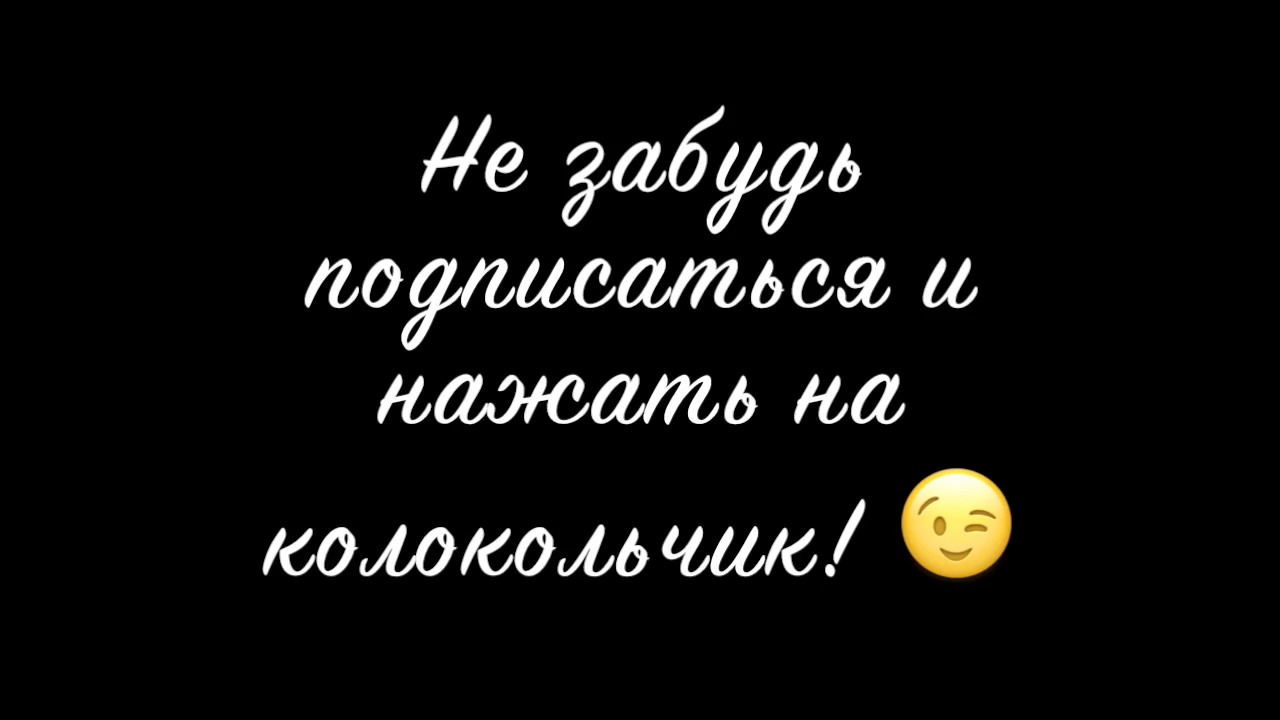 Не забудь
подписаться и
нажать на
колокольчик! 😉